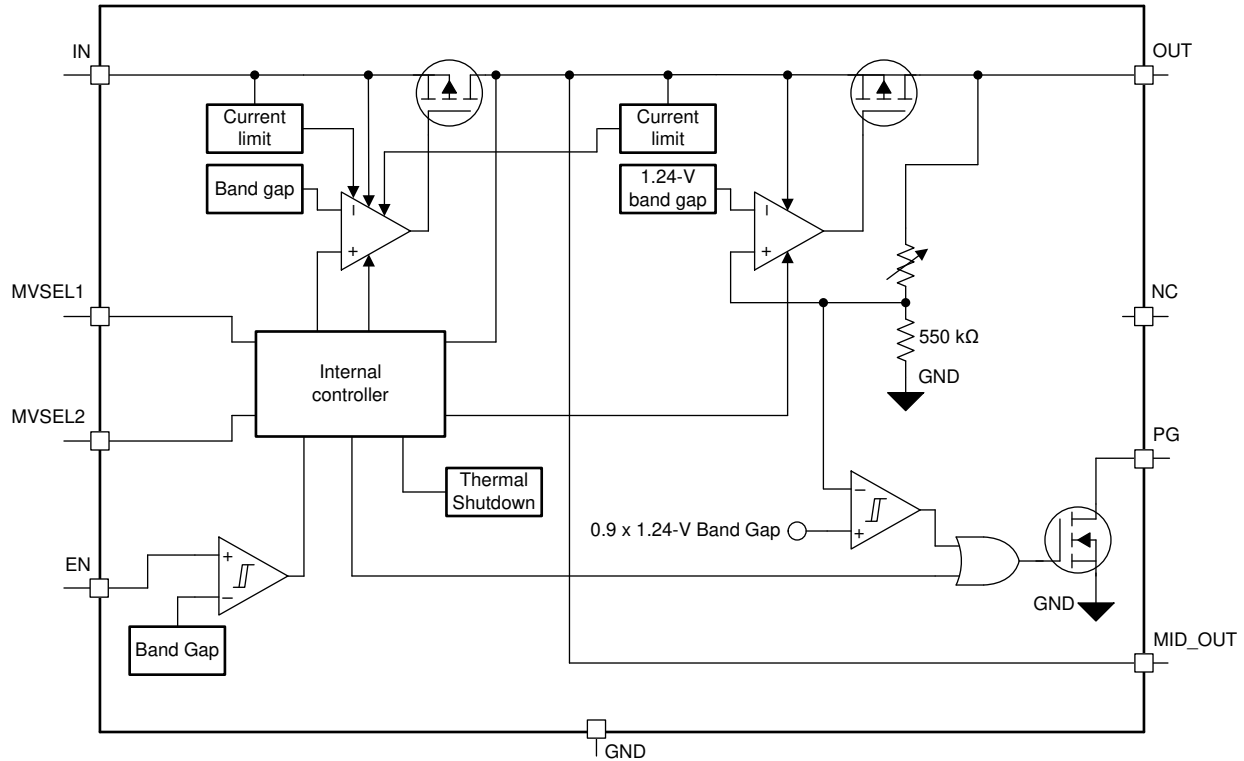 IN
OUT
Current
limit
Current
limit
Band gap
1.24-V
band gap
MVSEL1
NC
550 kΩ
GND
Internal
controller
MVSEL2
PG
Thermal
Shutdown
0.9 x 1.24-V Band Gap
EN
GND
Band Gap
MID_OUT
GND